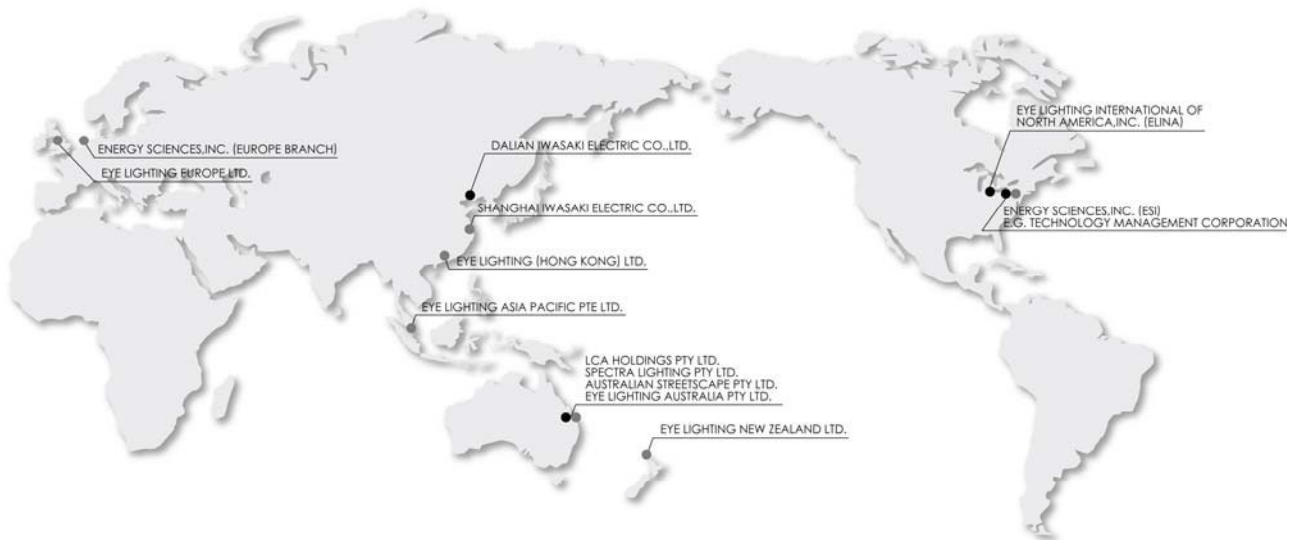 ENERGY SCIENCES,INC. (EUROPE BRANCH)
EYE LIGHTING EUROPE LTD.
DALIAN IWASAKI ELECTRIC CO.,LTD.
SHANGHAI IWASAKI ELECTRIC CO.,LTD.
EYE LIGHTING (HONG KONG) LTD.
EYE LIGHTING ASIA PACIFIC PTE LTD.
LCA HOLDINGS PTY LTD.
SPECTRA LIGHTING PTY LTD.
AUSTRALIAN STREETSCAPE PTY LTD.
EYE LIGHTING AUSTRALIA PTY LTD.
EYE LIGHTING NEW ZEALAND LTD.
EYE LIGHTING INTERNATIONAL OF
NORTH AMERICA,INC. (ELINA)
ENERGY SCIENCES,INC. (ESI)
E.G. TECHNOLOGY MANAGEMENT CORPORATION